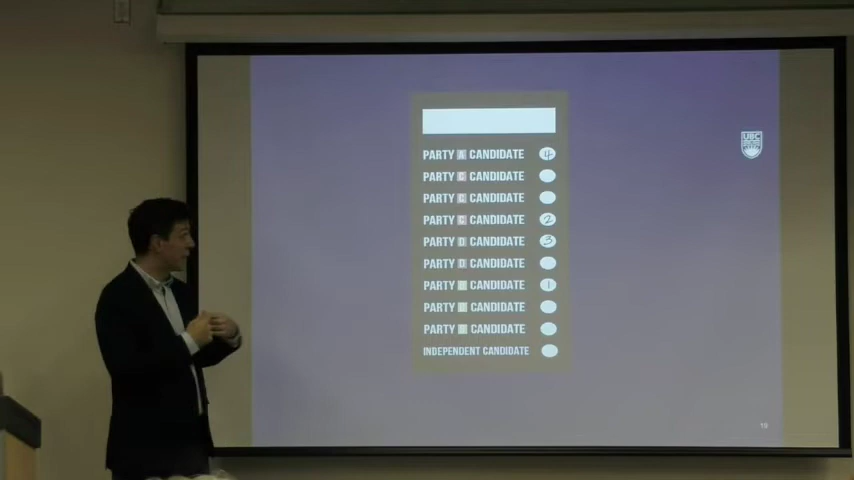 UBC
PARTY A CANDIDATE 4
PARTY C CANDIDATE
PARTY C CANDIDATE
PARTY C CANDIDATE 2
PARTY D CANDIDATE 3
PARTY D CANDIDATE
PARTY CANDIDATE 1
PARTY CANDIDATE
PARTY CANDIDATE
INDEPENDENT CANDIDATE